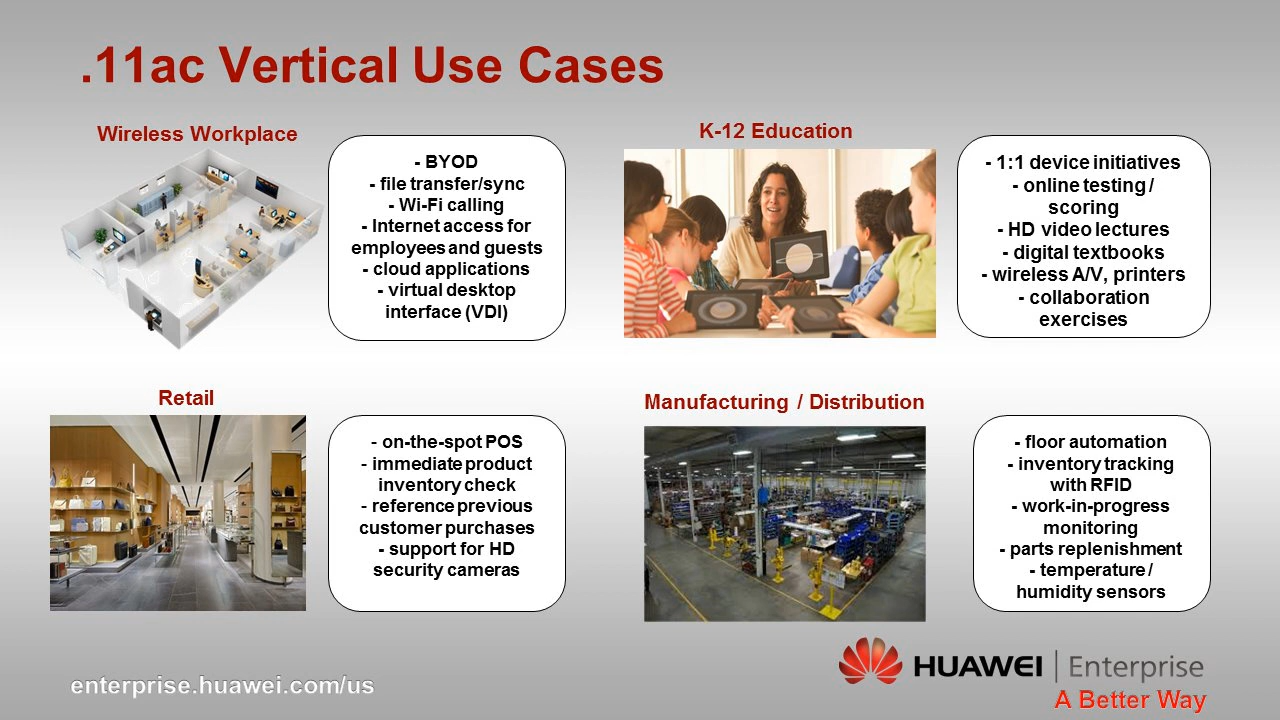 .11ac Vertical Use Cases
Wireless Workplace
- BYOD
- file transfer/sync
- Wi-Fi calling
- Internet access for
employees and guests
- cloud applications
- virtual desktop
interface (VDI)
K-12 Education
- 1:1 device initiatives
- online testing /
scoring
- HD video lectures
- digital textbooks
- wireless A/V, printers
- collaboration
exercises
Retail
- on-the-spot POS
- immediate product
inventory check
- reference previous
customer purchases
- support for HD
security cameras
Manufacturing / Distribution
- floor automation
- inventory tracking
with RFID
- work-in-progress
monitoring
- parts replenishment
- temperature /
humidity sensors
enterprise.huawei.com/us
HUAWEI | Enterprise
A Better Way